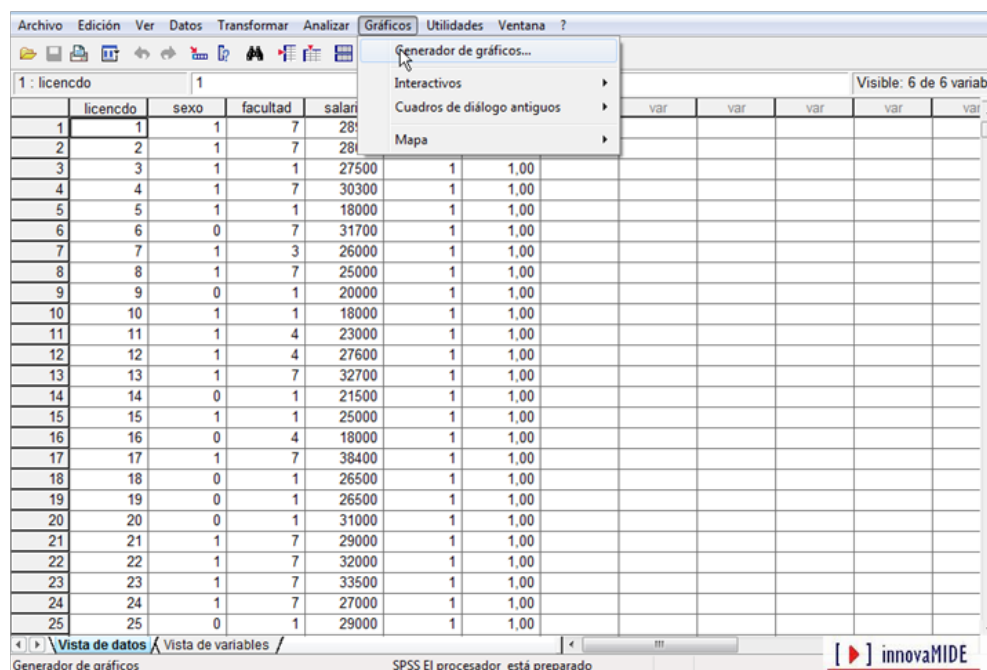 Archivo Edición Ver Datos Transformar Analizar Gráficos Utilidades Ventana ?
Generador de gráficos...
1 : licencdo 1 Visible: 6 de 6 variab
Interactivos
Cuadros de diálogo antiguos
Mapa
licencdo sexo facultad salari var var var var var
1 1 1 7
2 2 1 7
3 3 1 1 27500 1 1,00
4 4 1 7 30300 1 1,00
5 5 1 1 18000 1 1,00
6 6 0 7 31700 1 1,00
7 7 1 3 26000 1 1,00
8 8 1 7 25000 1 1,00
9 9 0 1 20000 1 1,00
10 10 1 1 18000 1 1,00
11 11 1 4 23000 1 1,00
12 12 1 4 27600 1 1,00
13 13 1 7 32700 1 1,00
14 14 0 1 21500 1 1,00
15 15 1 1 25000 1 1,00
16 16 0 4 18000 1 1,00
17 17 1 7 38400 1 1,00
18 18 0 1 26500 1 1,00
19 19 0 1 26500 1 1,00
20 20 0 1 31000 1 1,00
21 21 1 7 29000 1 1,00
22 22 1 7 32000 1 1,00
23 23 1 7 33500 1 1,00
24 24 1 7 27000 1 1,00
25 25 0 1 29000 1 1,00
Vista de datos Vista de variables
Generador de gráficos SPSS El procesador está preparado
innovaMIDE